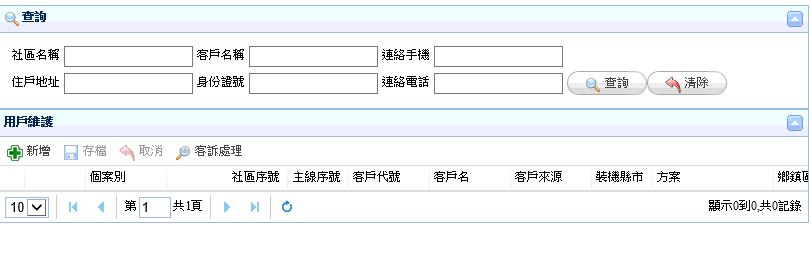 查詢
社區名稱 客戶名稱 連絡手機
住戶地址 身份證號 連絡電話 查詢 清除
用戶維護
新增 存檔 取消 客訴處理
個案別 社區序號 主線序號 客戶代號 客戶名 客戶來源 裝機縣市 方案 鄉鎮區
10 第 1 共1頁 顯示0到0,共0記錄